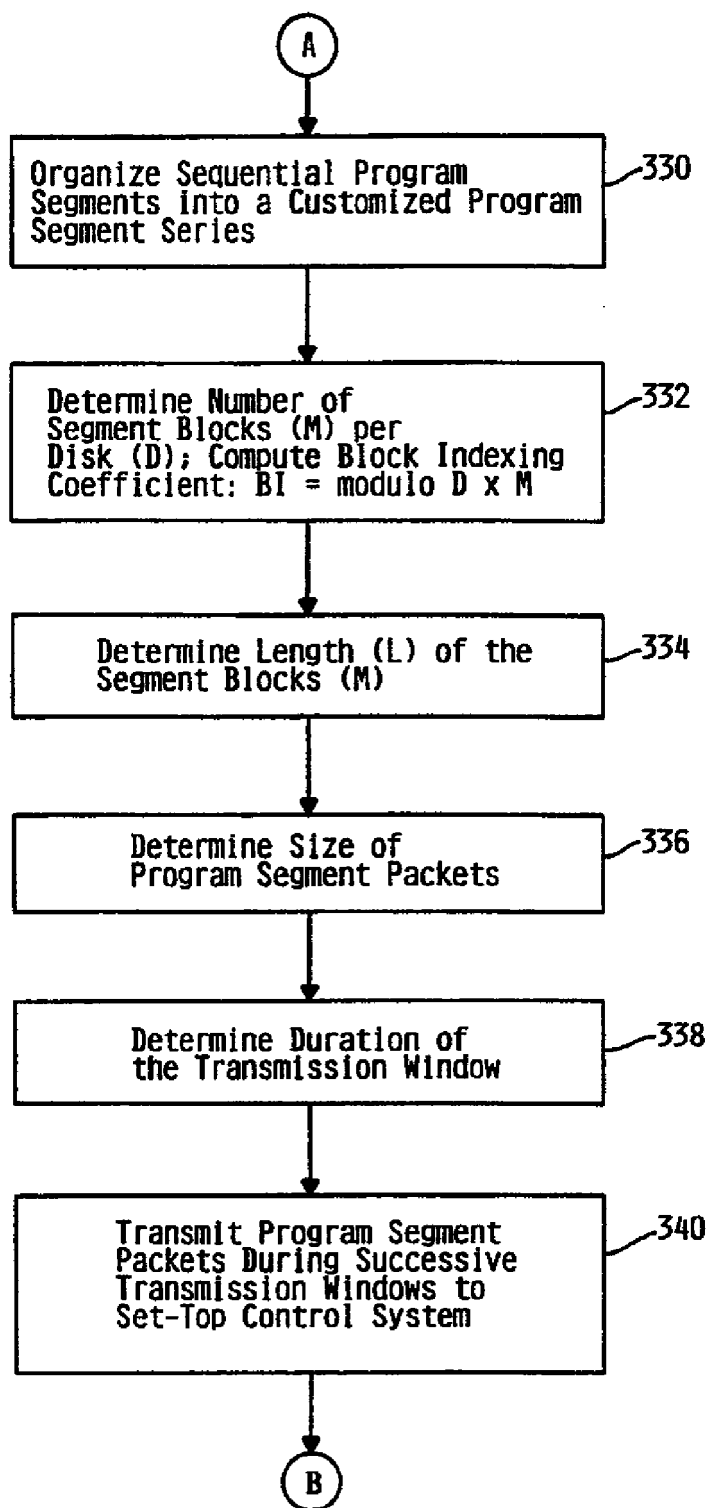 A
Organize Sequential Program
Segments into a Customized Program
Segment Series
330
Determine Number of
Segment Blocks (M) per
Disk (D); Compute Block Indexing
Coefficient: BI = modulo D x M
332
Determine Length (L) of the
Segment Blocks (M)
334
Determine Size of
Program Segment Packets
336
Determine Duration of
the Transmission Window
338
Transmit Program Segment
Packets During Successive
Transmission Windows to
Set-Top Control System
340
B